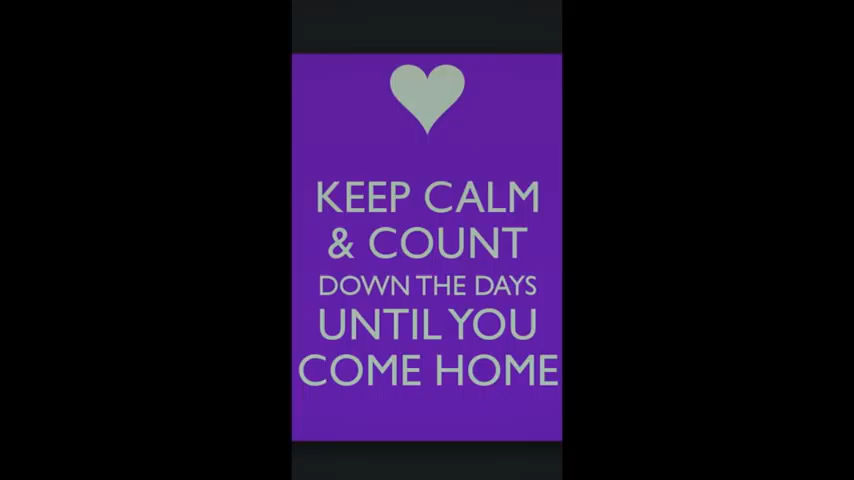 KEEP CALM
& COUNT
DOWN THE DAYS
UNTIL YOU
COME HOME